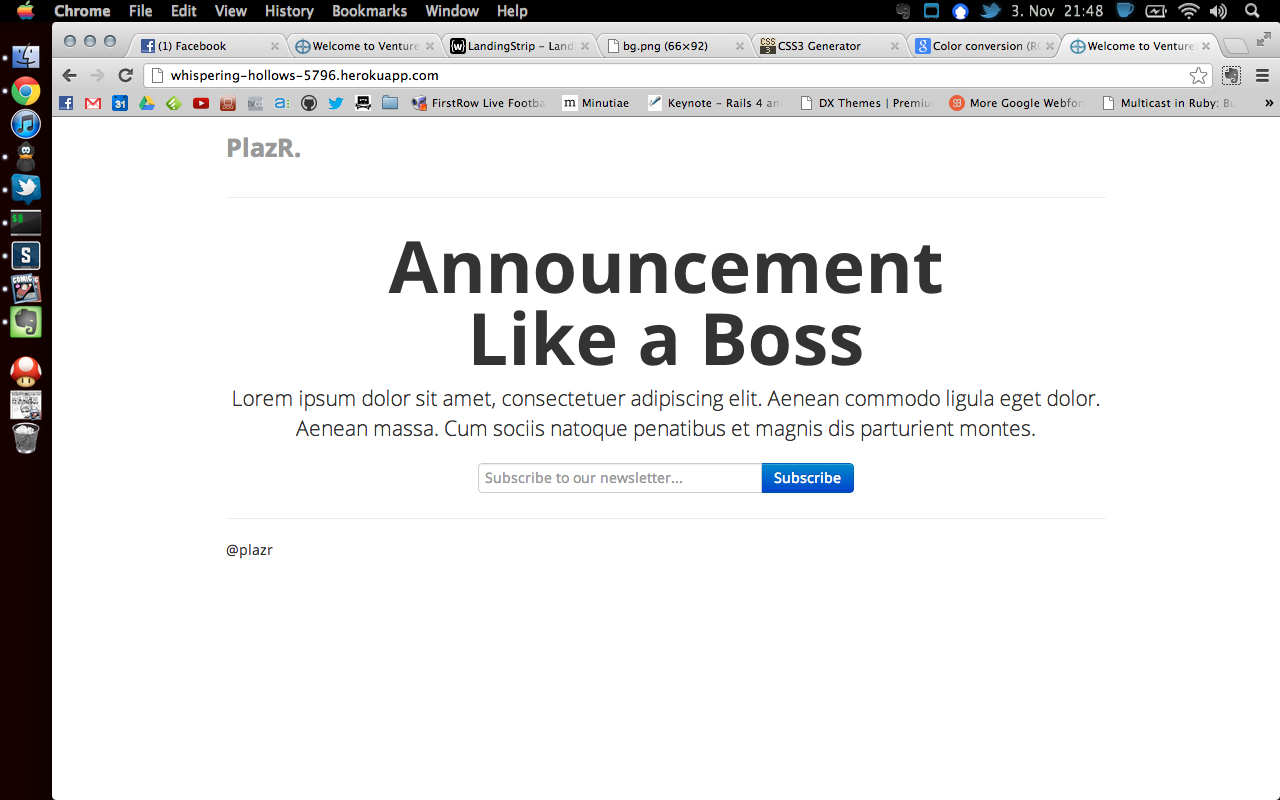 Chrome File Edit View History Bookmarks Window Help 3. Nov 21:48
(1) Facebook Welcome to Venture LandingStrip – Land bg.png (66×92) CSS3 Generator Color conversion (R Welcome to Venture
whispering-hollows-5796.herokuapp.com
FirstRow Live Footba Minutiae Keynote – Rails 4 an DX Themes | Premiu More Google Webfon Multicast in Ruby: Bu »
PlazR.
Announcement
Like a Boss
Lorem ipsum dolor sit amet, consectetuer adipiscing elit. Aenean commodo ligula eget dolor.
Aenean massa. Cum sociis natoque penatibus et magnis dis parturient montes.
Subscribe to our newsletter... Subscribe
@plazr